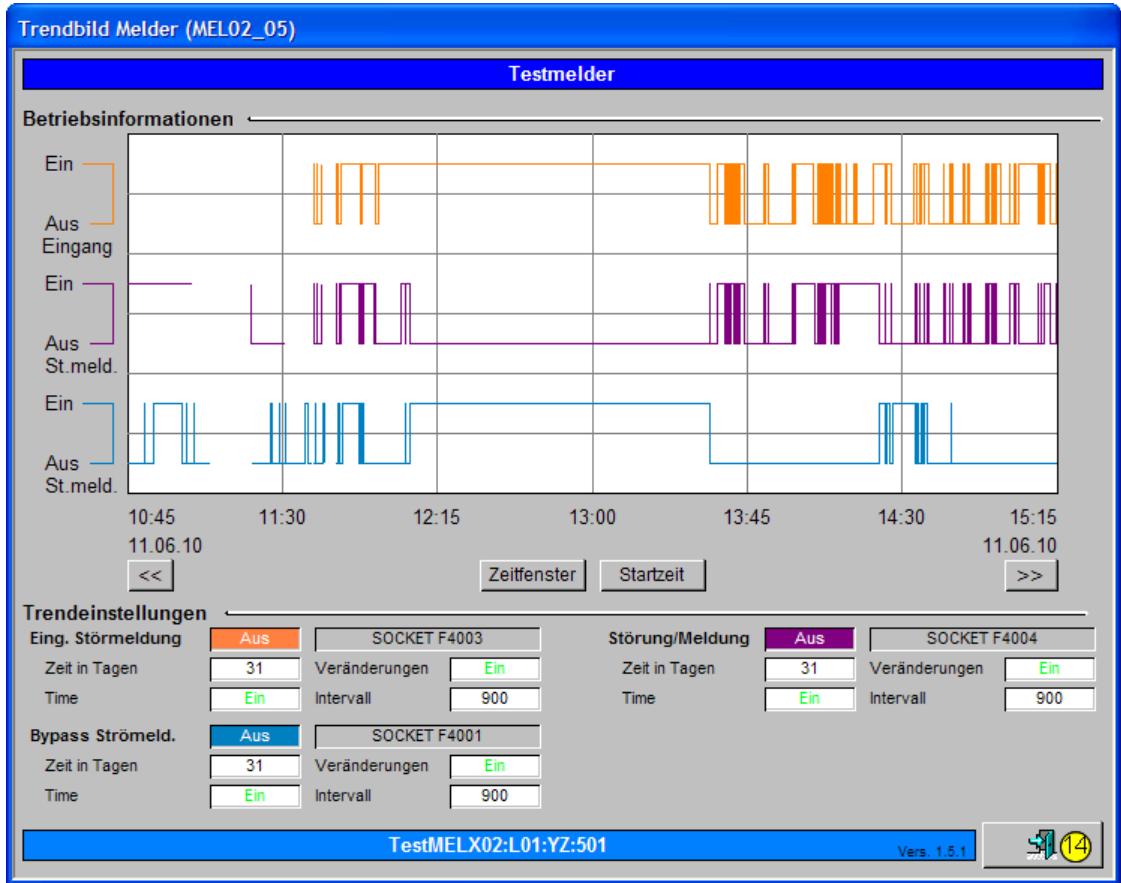 Trendbild Melder (MEL02_05)
Testmelder
Betriebsinformationen
Ein
Aus
Eingang
Ein
Aus
St.meld.
Ein
Aus
St.meld.
10:45 11:30 12:15 13:00 13:45 14:30 15:15
11.06.10 11.06.10
<< Zeitfenster Startzeit >>
Trendeinstellungen
Eing. Störmeldung Aus SOCKET F4003 Störung/Meldung Aus SOCKET F4004
Zeit in Tagen 31 Veränderungen Ein Zeit in Tagen 31 Veränderungen Ein
Time Ein Intervall 900 Time Ein Intervall 900
Bypass Strömeld. Aus SOCKET F4001
Zeit in Tagen 31 Veränderungen Ein
Time Ein Intervall 900
TestMELX02:L01:YZ:501 Vers. 1.5.1 14